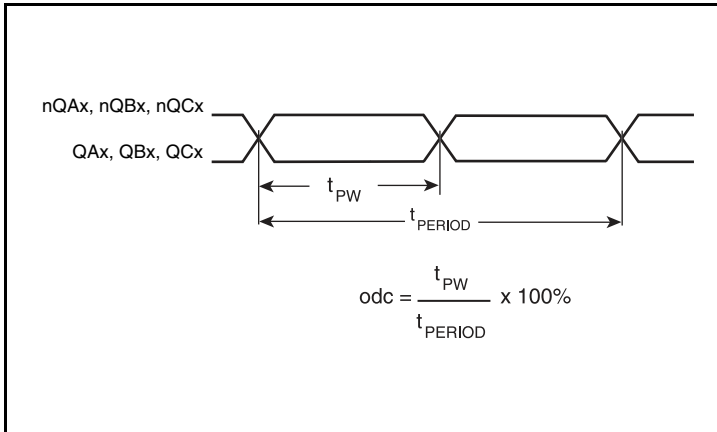 nQAx, nQBx, nQCx
QAx, QBx, QCx
tPW
tPERIOD
odc = tPW / tPERIOD x 100%